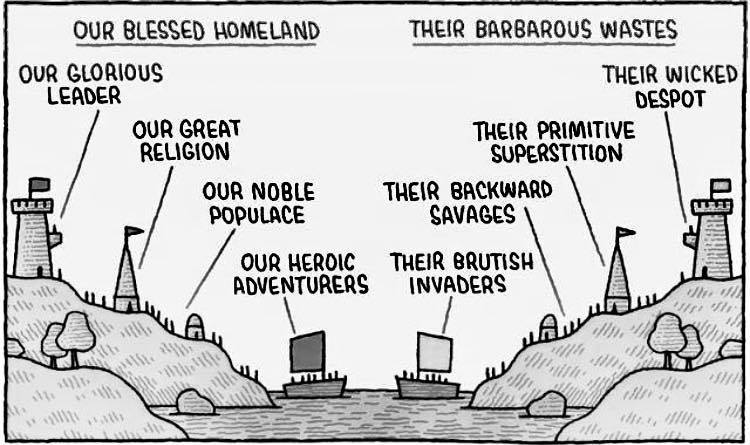 OUR BLESSED HOMELAND
THEIR BARBAROUS WASTES
OUR GLORIOUS
LEADER
THEIR WICKED
DESPOT
OUR GREAT
RELIGION
THEIR PRIMITIVE
SUPERSTITION
OUR NOBLE
POPULACE
THEIR BACKWARD
SAVAGES
OUR HEROIC
ADVENTURERS
THEIR BRUTISH
INVADERS